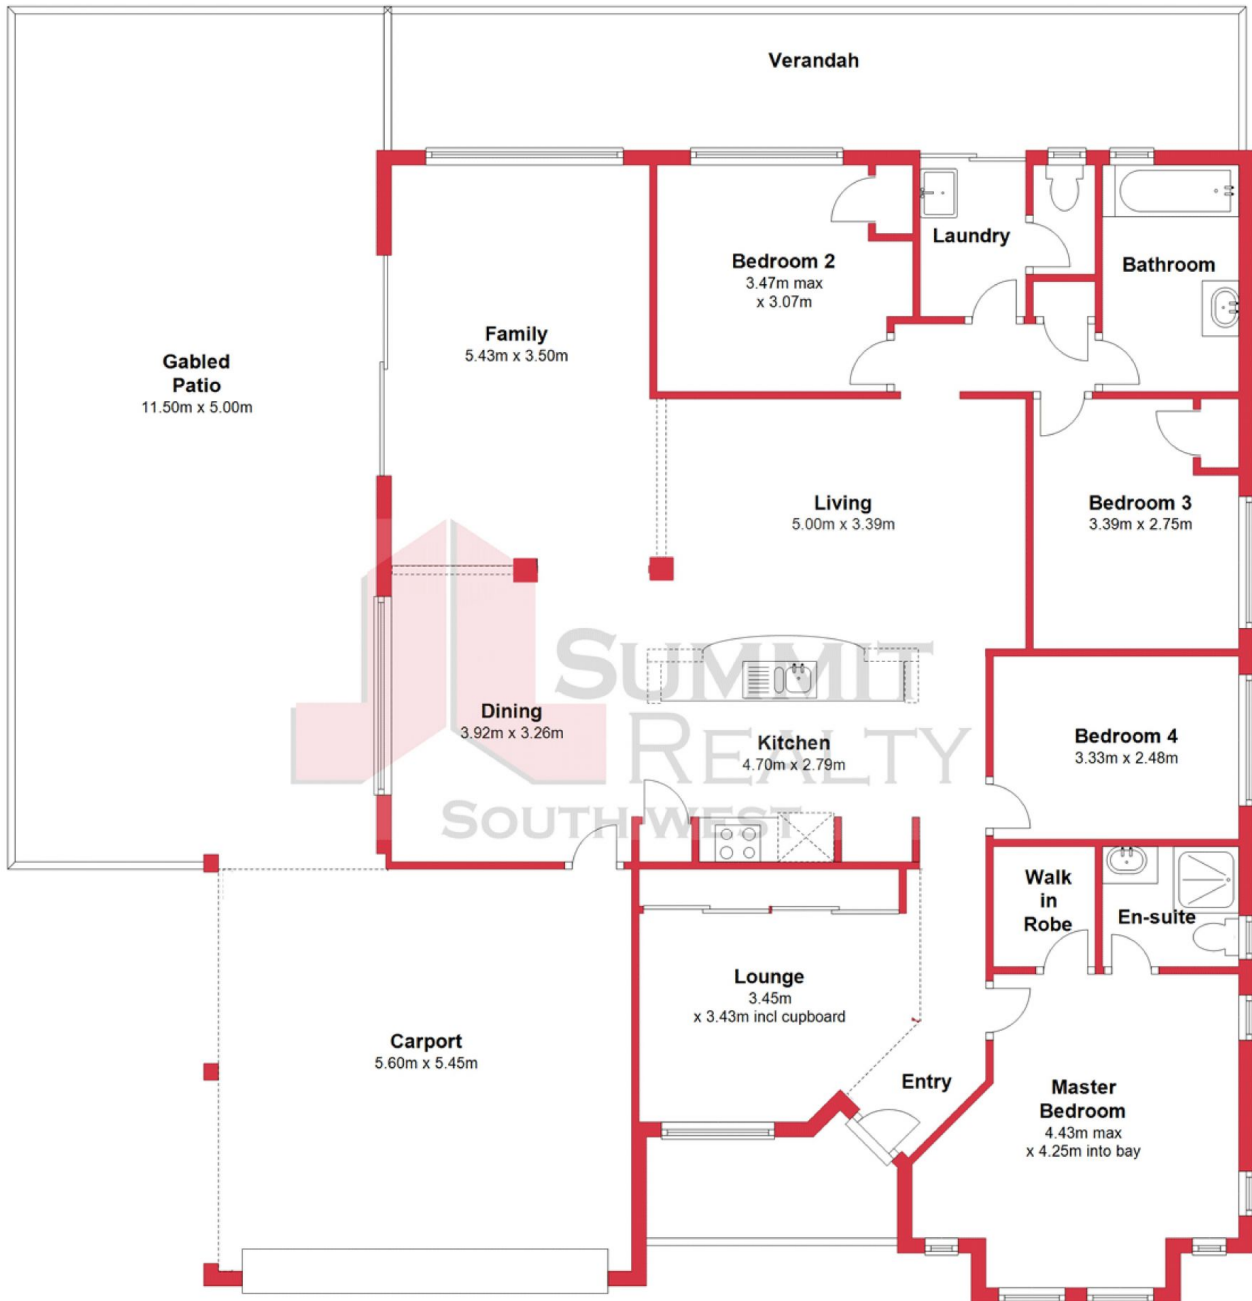 Verandah
Bedroom 2
3.47m max
x 3.07m
Laundry
Bathroom
Family
5.43m x 3.50m
Gabled
Patio
11.50m x 5.00m
Living
5.00m x 3.39m
Bedroom 3
3.39m x 2.75m
SUMMIT
REALTY
SOUTH WEST
Dining
3.92m x 3.26m
Kitchen
4.70m x 2.79m
Bedroom 4
3.33m x 2.48m
Walk
in
Robe
En-suite
Lounge
3.45m
x 3.43m incl cupboard
Carport
5.60m x 5.45m
Entry
Master
Bedroom
4.43m max
x 4.25m into bay